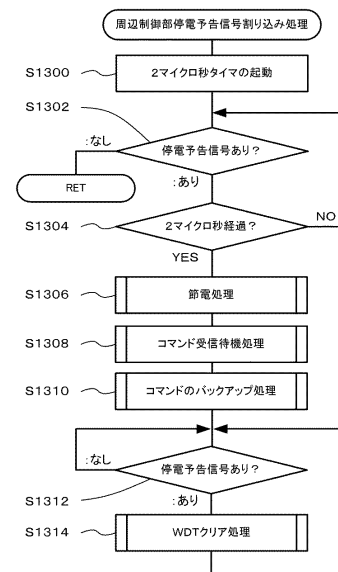 周辺制御部停電予告信号割り込み処理
S1300
2マイクロ秒タイマの起動
S1302
停電予告信号あり?
:なし
RET
:あり
S1304
2マイクロ秒経過?
NO
YES
S1306
節電処理
S1308
コマンド受信待機処理
S1310
コマンドのバックアップ処理
:なし
停電予告信号あり?
S1312
:あり
S1314
WDTクリア処理